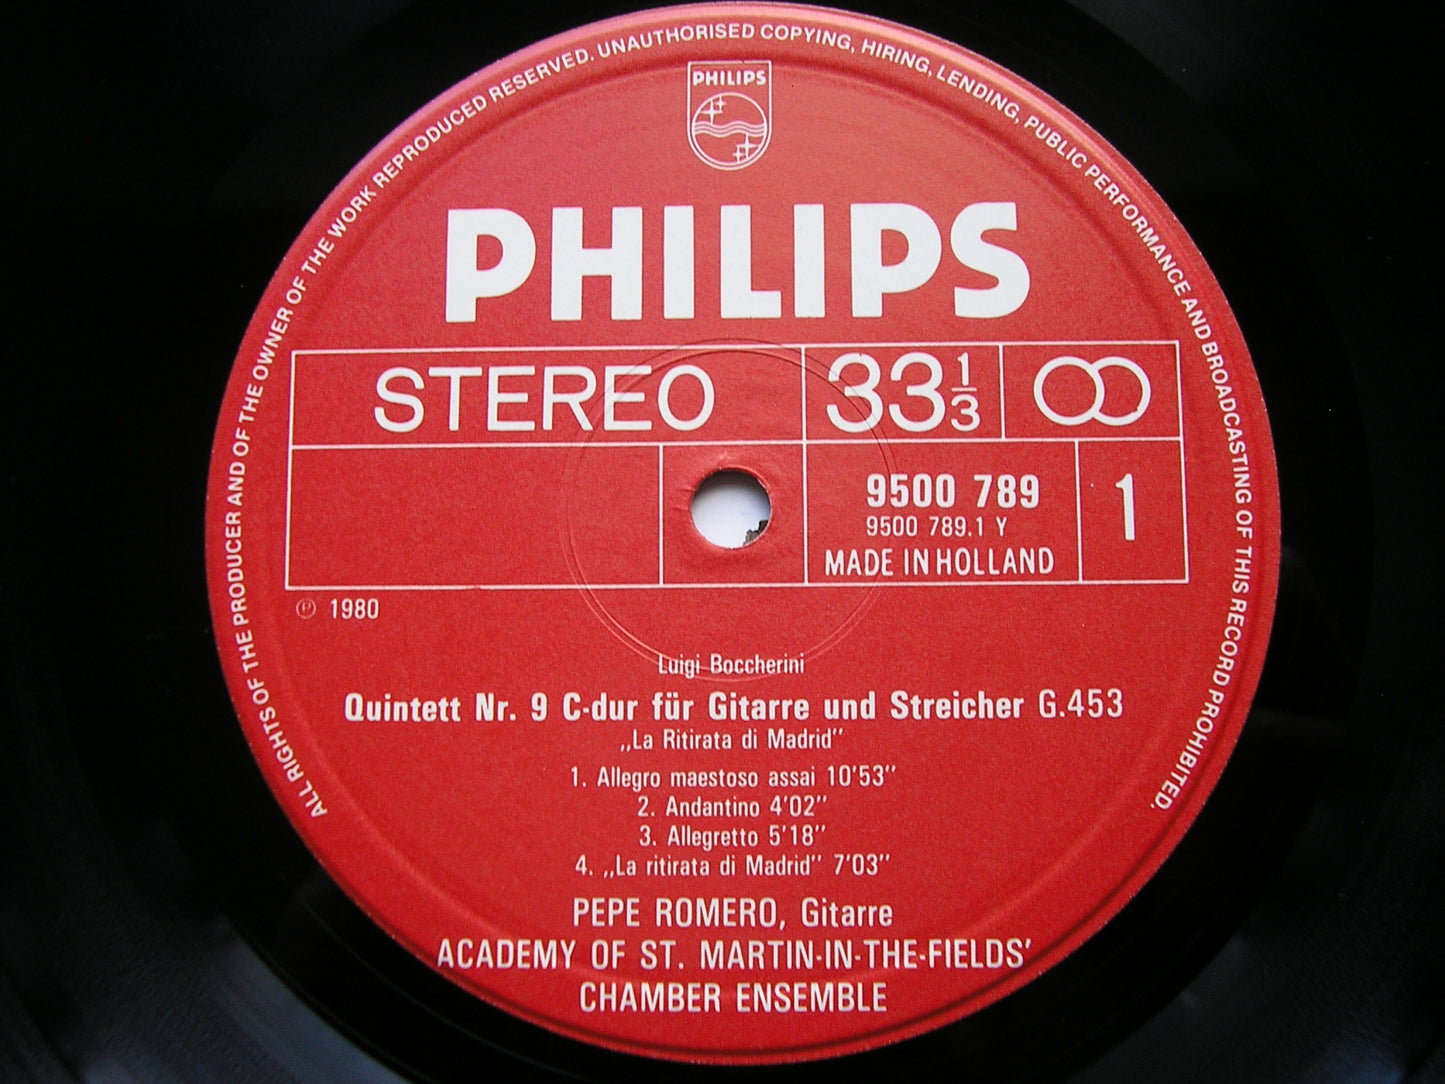 ALL RIGHTS OF THE PRODUCER AND OF THE OWNER OF THE WORK REPRODUCED RESERVED. UNAUTHORISED COPYING, HIRING, LENDING, PUBLIC PERFORMANCE AND BROADCASTING OF THIS RECORD PROHIBITED.
PHILIPS
PHILIPS
STEREO 33 1/3
9500 789 1
9500 789.1 Y
MADE IN HOLLAND
℗ 1980
Luigi Boccherini
Quintett Nr. 9 C-dur für Gitarre und Streicher G.453
„La Ritirata di Madrid”
1. Allegro maestoso assai 10'53''
2. Andantino 4'02''
3. Allegretto 5'18''
4. „La ritirata di Madrid” 7'03''
PEPE ROMERO, Gitarre
ACADEMY OF ST. MARTIN-IN-THE-FIELDS'
CHAMBER ENSEMBLE